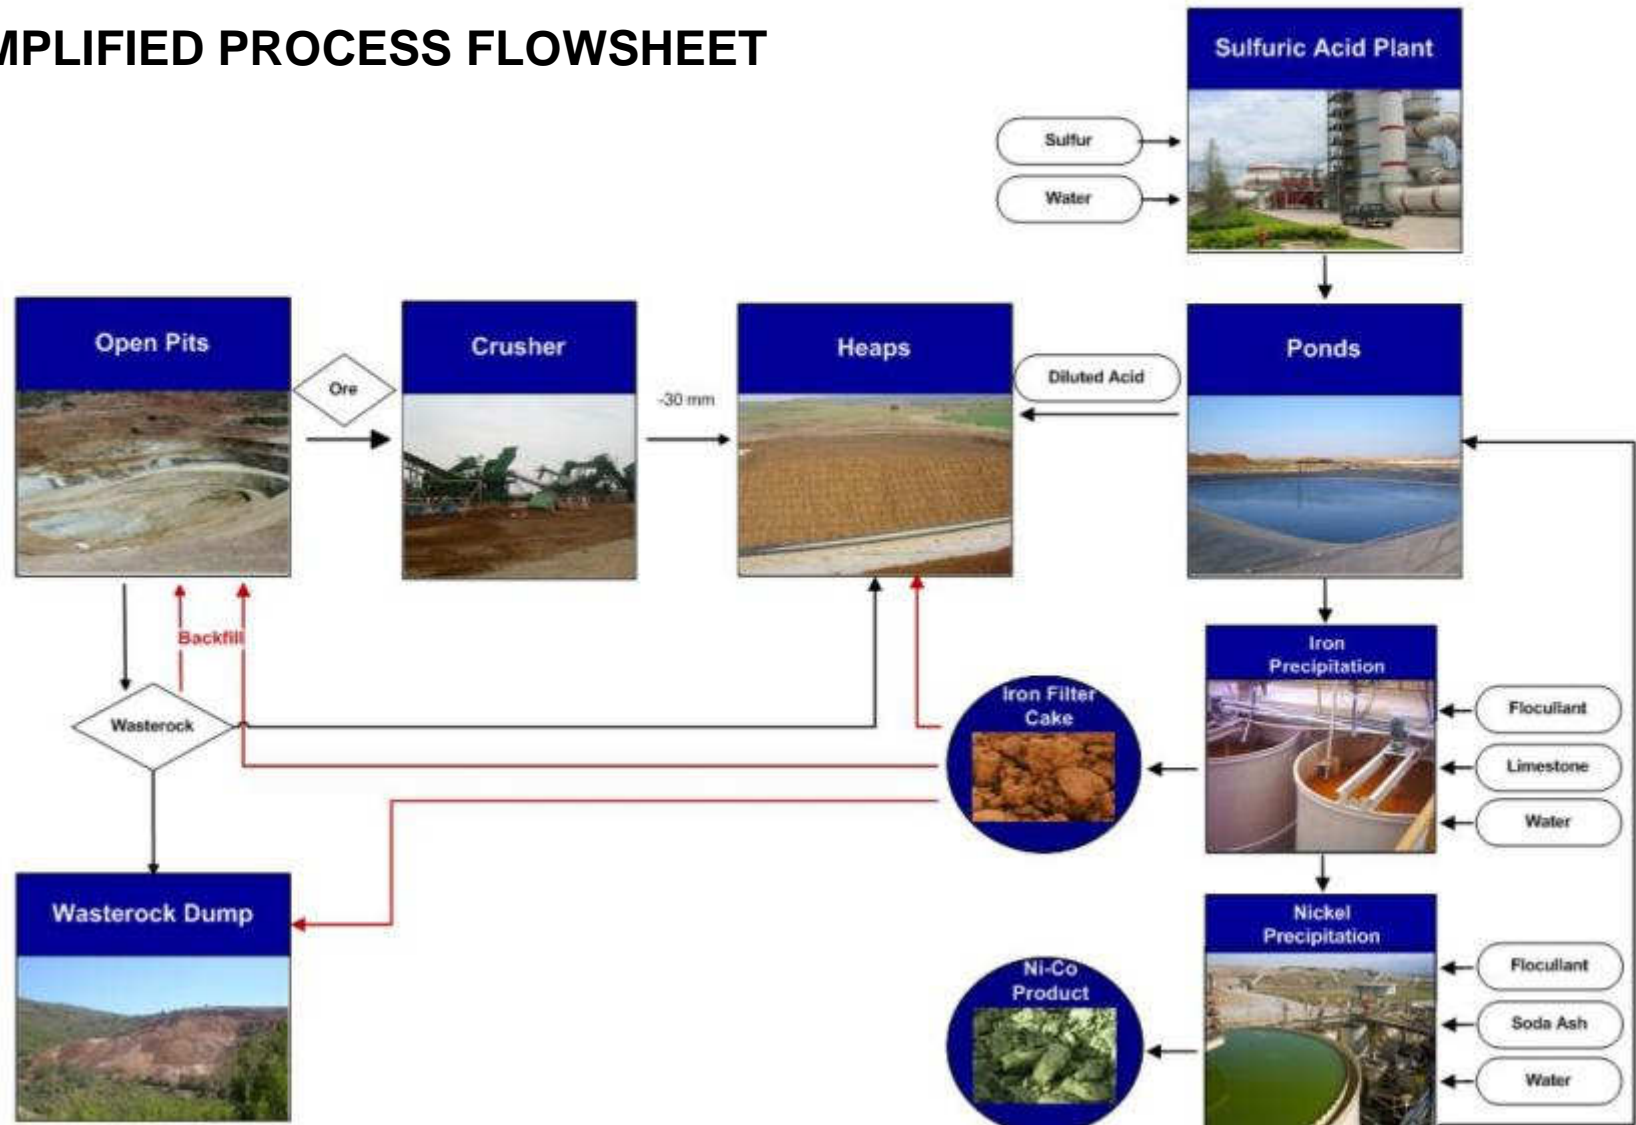 MPLIFIED PROCESS FLOWSHEET
Sulfuric Acid Plant
Sulfur
Water
Open Pits
Ore
Crusher
-30 mm
Heaps
Diluted Acid
Ponds
Backfill
Wasterock
Iron Filter
Cake
Iron
Precipitation
Flocullant
Limestone
Water
Wasterock Dump
Ni-Co
Product
Nickel
Precipitation
Flocullant
Soda Ash
Water